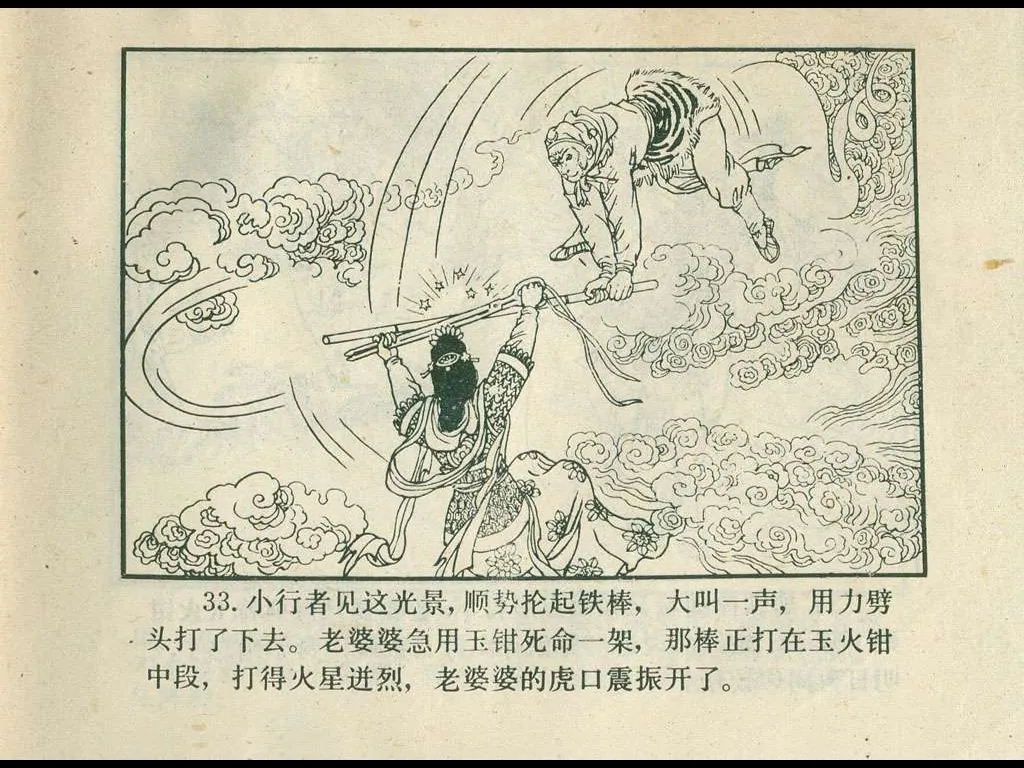 33. 小行者见这光景，顺势抡起铁棒，大叫一声，用力劈
头打了下去。老婆婆急用玉钳死命一架，那棒正打在玉火钳
中段，打得火星迸烈，老婆婆的虎口震振开了。